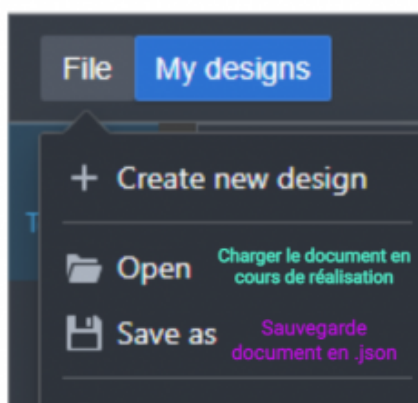 File My designs
Create new design
T
Open Charger le document en
cours de réalisation
Save as Sauvegarde
document en .json